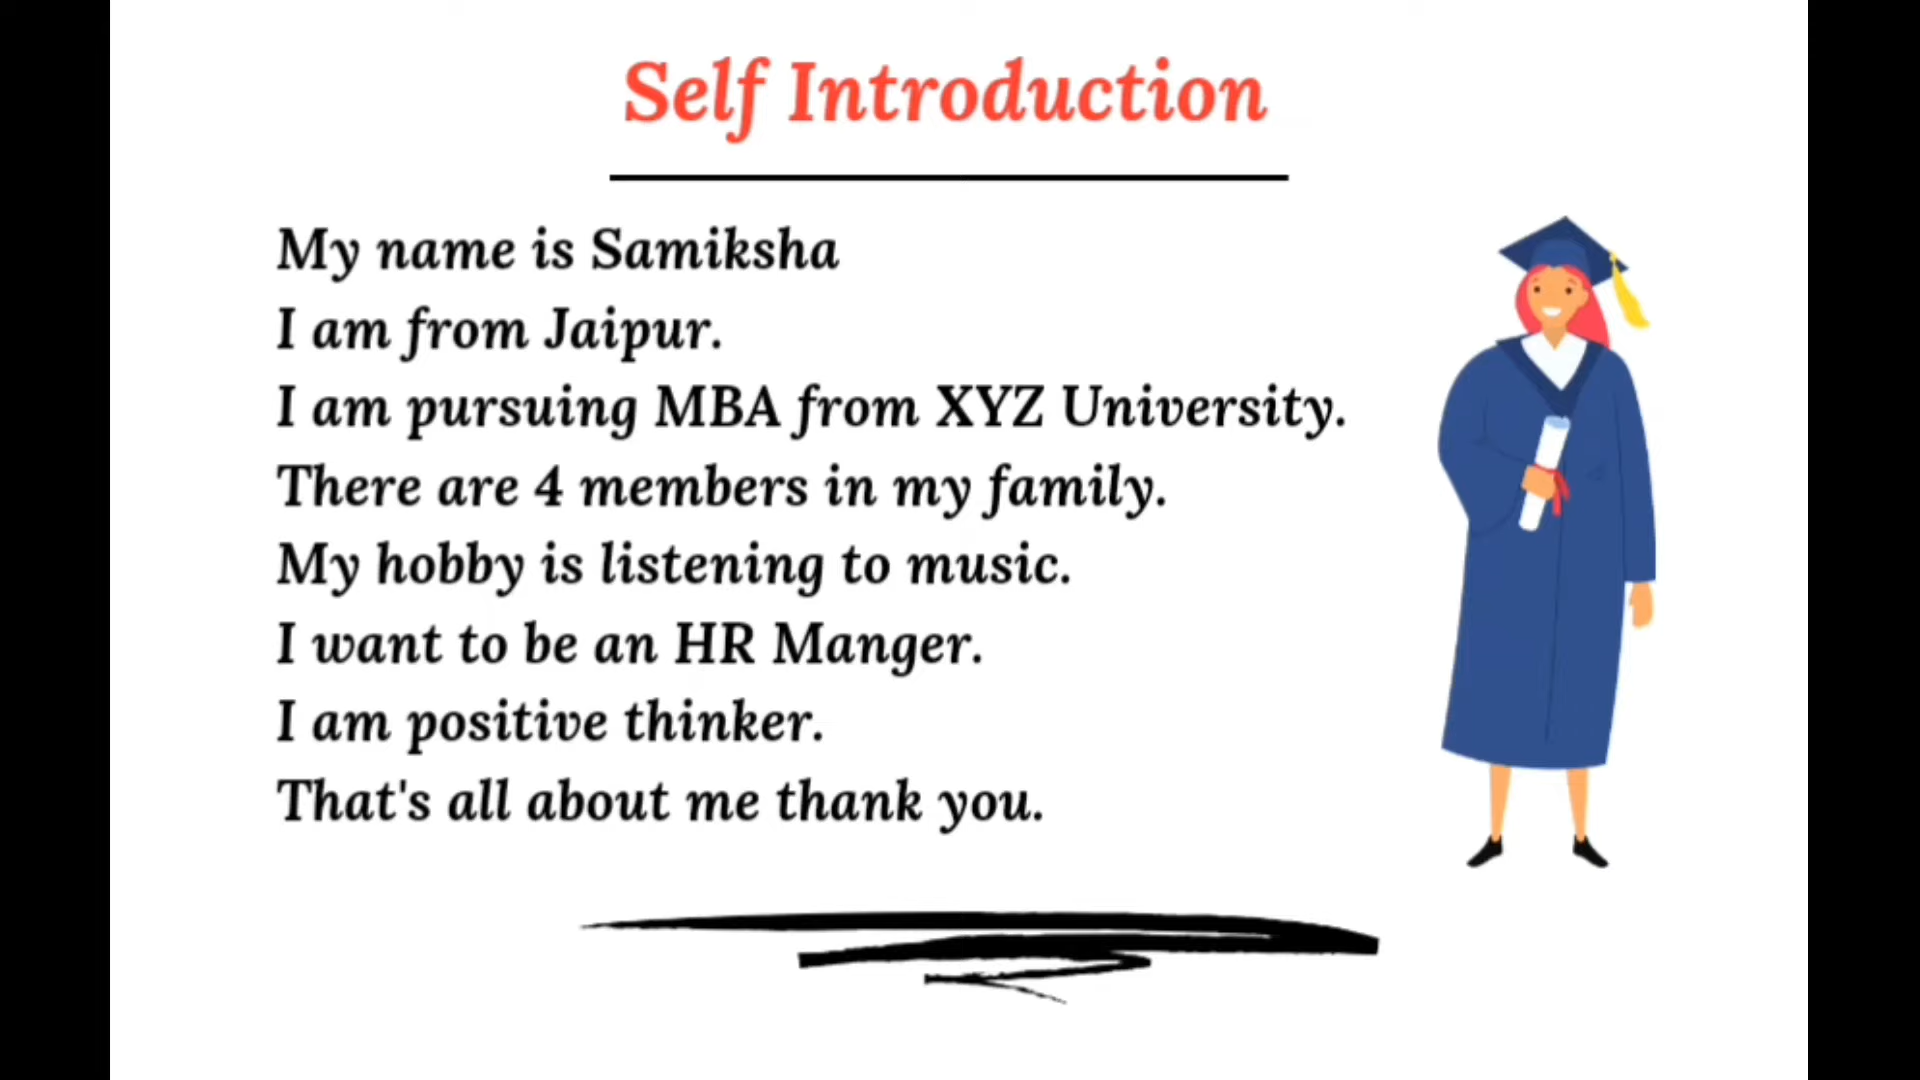 Self Introduction
My name is Samiksha
I am from Jaipur.
I am pursuing MBA from XYZ University.
There are 4 members in my family.
My hobby is listening to music.
I want to be an HR Manger.
I am positive thinker.
That's all about me thank you.